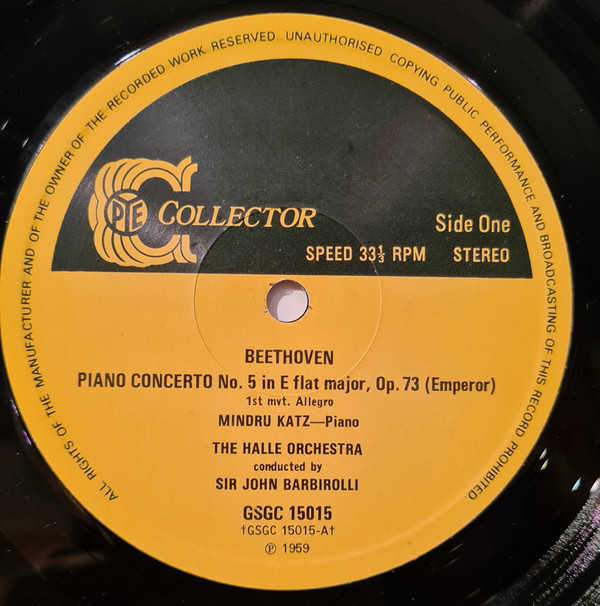 ALL RIGHTS OF THE MANUFACTURER AND OF THE OWNER OF THE RECORDED WORK RESERVED. UNAUTHORISED COPYING PUBLIC PERFORMANCE AND BROADCASTING OF THIS RECORD PROHIBITED.
PYE COLLECTOR
Side One
SPEED 33⅓ RPM STEREO
BEETHOVEN
PIANO CONCERTO No. 5 in E flat major, Op. 73 (Emperor)
1st mvt. Allegro
MINDRU KATZ—Piano
THE HALLE ORCHESTRA
conducted by
SIR JOHN BARBIROLLI
GSGC 15015
†GSGC 15015-A†
℗ 1959